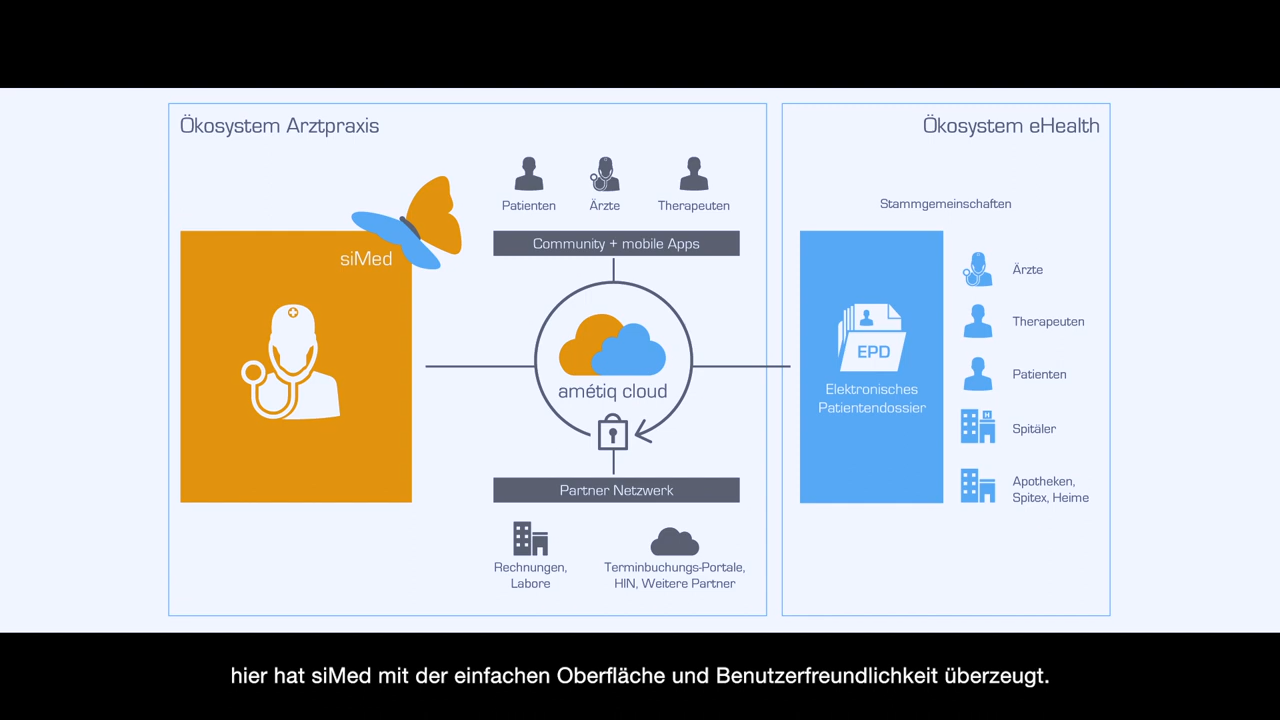 Ökosystem Arztpraxis
Patienten
Ärzte
Therapeuten
Community + mobile Apps
siMed
amétiq cloud
Partner Netzwerk
Rechnungen,
Labore
Terminbuchungs-Portale,
HIN, Weitere Partner
Ökosystem eHealth
Stammgemeinschaften
EPD
Elektronisches
Patientendossier
Ärzte
Therapeuten
Patienten
H
Spitäler
Apotheken,
Spitex, Heime
hier hat siMed mit der einfachen Oberfläche und Benutzerfreundlichkeit überzeugt.